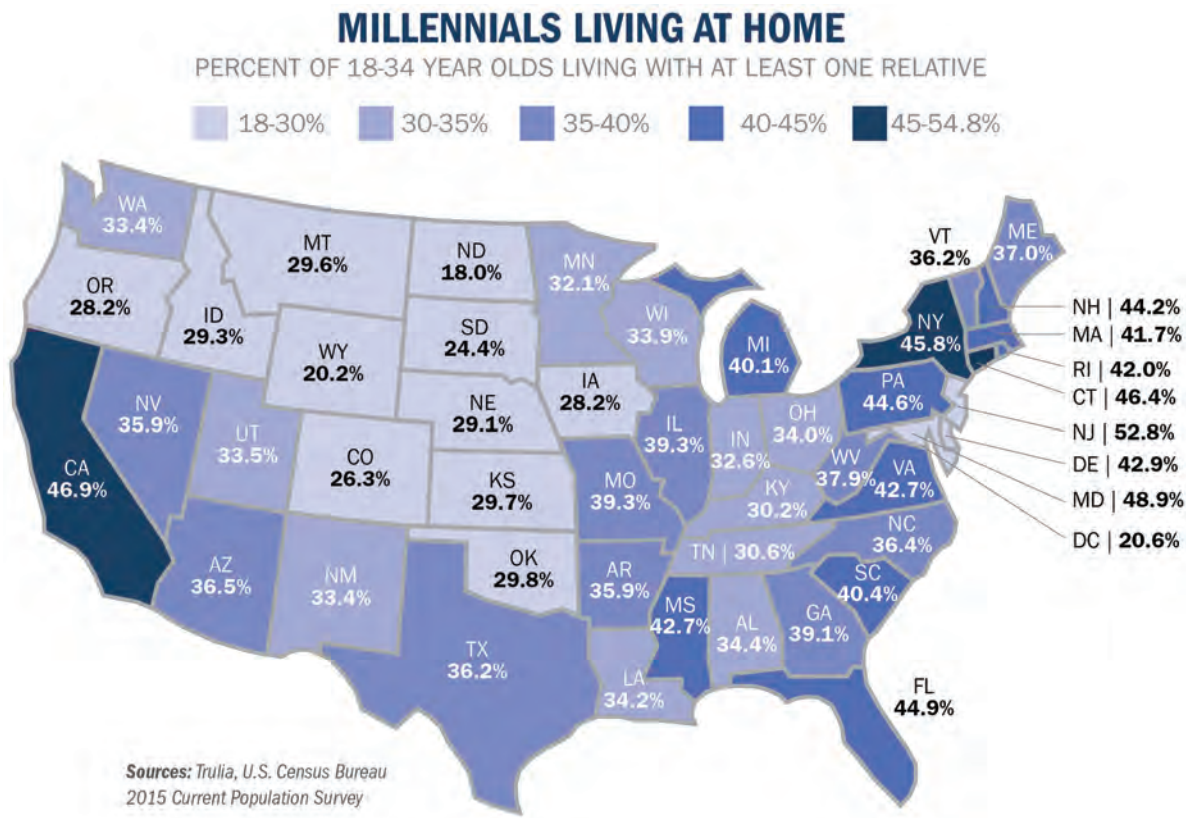 MILLENNIALS LIVING AT HOME
PERCENT OF 18-34 YEAR OLDS LIVING WITH AT LEAST ONE RELATIVE
18-30%
30-35%
35-40%
40-45%
45-54.8%
WA
33.4%
MT
29.6%
ND
18.0%
MN
32.1%
VT
36.2%
ME
37.0%
OR
28.2%
ID
29.3%
SD
24.4%
WI
33.9%
NH | 44.2%
MA | 41.7%
WY
20.2%
MI
40.1%
NY
45.8%
RI | 42.0%
CT | 46.4%
IA
28.2%
PA
44.6%
NV
35.9%
NE
29.1%
IL
39.3%
OH
34.0%
NJ | 52.8%
UT
33.5%
IN
32.6%
DE | 42.9%
CO
26.3%
CA
46.9%
KS
29.7%
MO
39.3%
WV
37.9%
VA
42.7%
KY
30.2%
MD | 48.9%
DC | 20.6%
NC
36.4%
TN | 30.6%
AZ
36.5%
NM
33.4%
OK
29.8%
AR
35.9%
SC
40.4%
MS
42.7%
AL
34.4%
GA
39.1%
TX
36.2%
LA
34.2%
FL
44.9%
Sources: Trulia, U.S. Census Bureau
2015 Current Population Survey